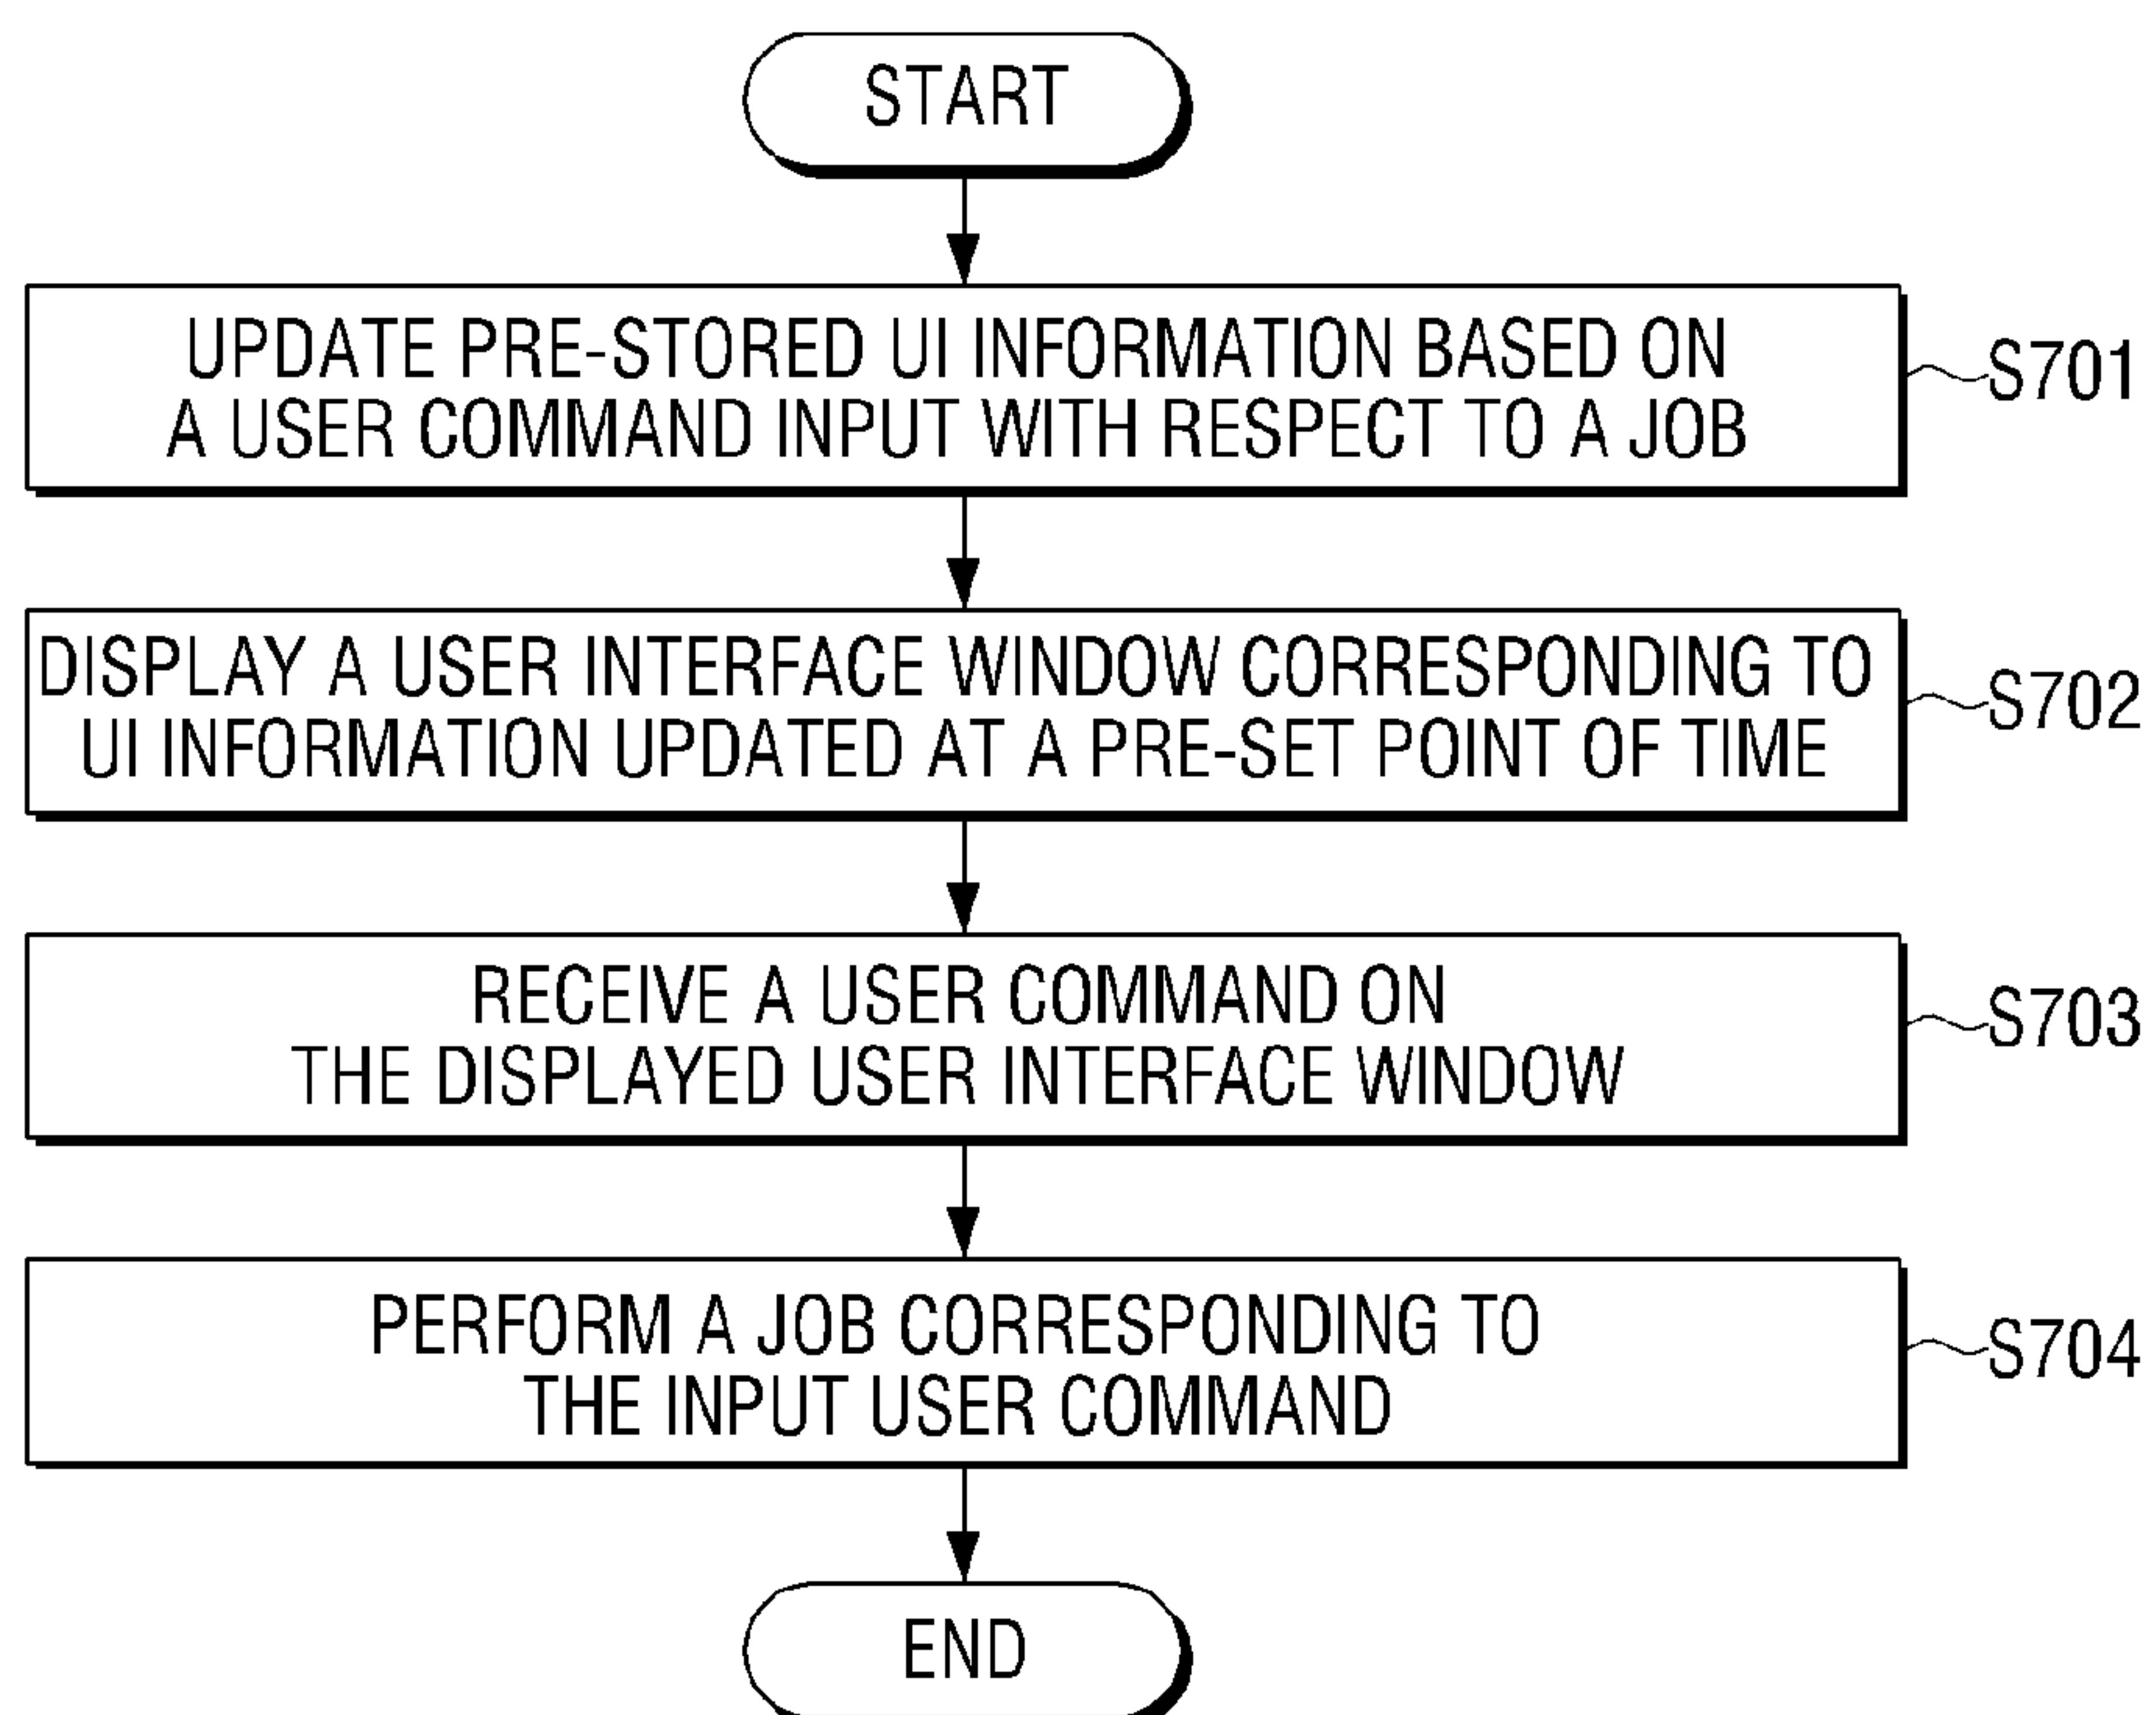 START
UPDATE PRE-STORED UI INFORMATION BASED ON
A USER COMMAND INPUT WITH RESPECT TO A JOB
S701
DISPLAY A USER INTERFACE WINDOW CORRESPONDING TO
UI INFORMATION UPDATED AT A PRE-SET POINT OF TIME
S702
RECEIVE A USER COMMAND ON
THE DISPLAYED USER INTERFACE WINDOW
S703
PERFORM A JOB CORRESPONDING TO
THE INPUT USER COMMAND
S704
END